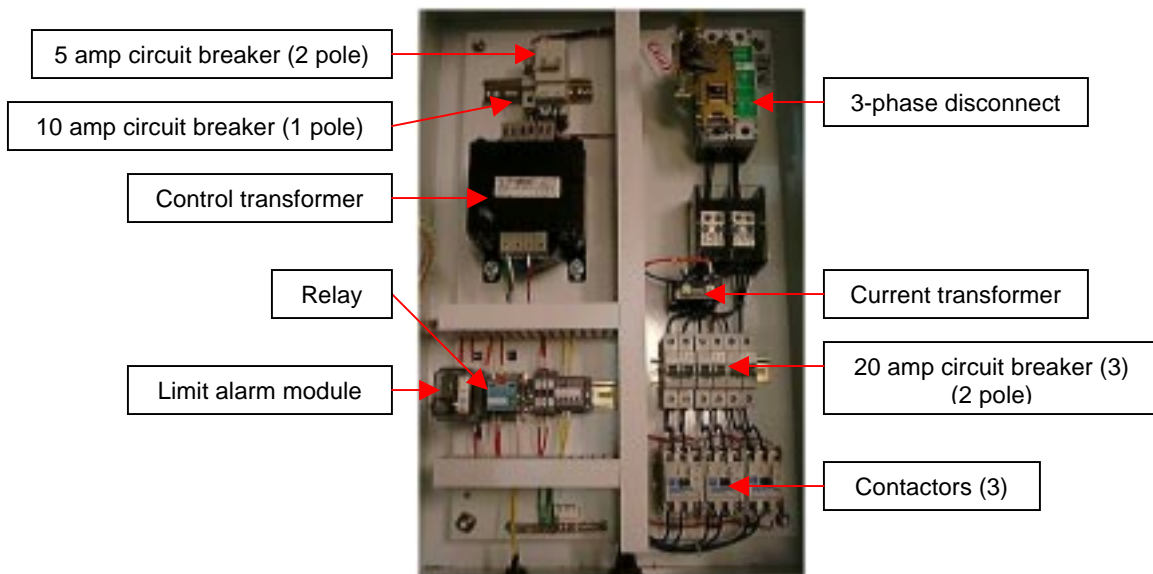 5 amp circuit breaker (2 pole)
10 amp circuit breaker (1 pole)
Control transformer
Relay
Limit alarm module
3-phase disconnect
Current transformer
20 amp circuit breaker (3)
(2 pole)
Contactors (3)